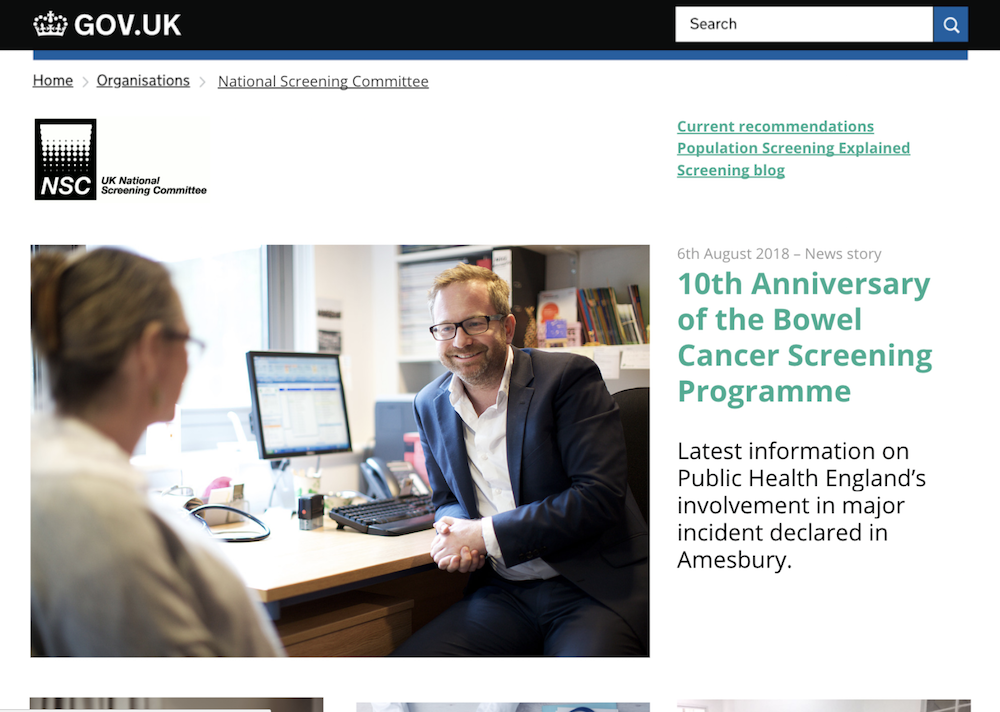 GOV.UK
Search
Home > Organisations > National Screening Committee
NSC
UK National
Screening Committee
Current recommendations
Population Screening Explained
Screening blog
6th August 2018 – News story
10th Anniversary
of the Bowel
Cancer Screening
Programme
Latest information on
Public Health England’s
involvement in major
incident declared in
Amesbury.